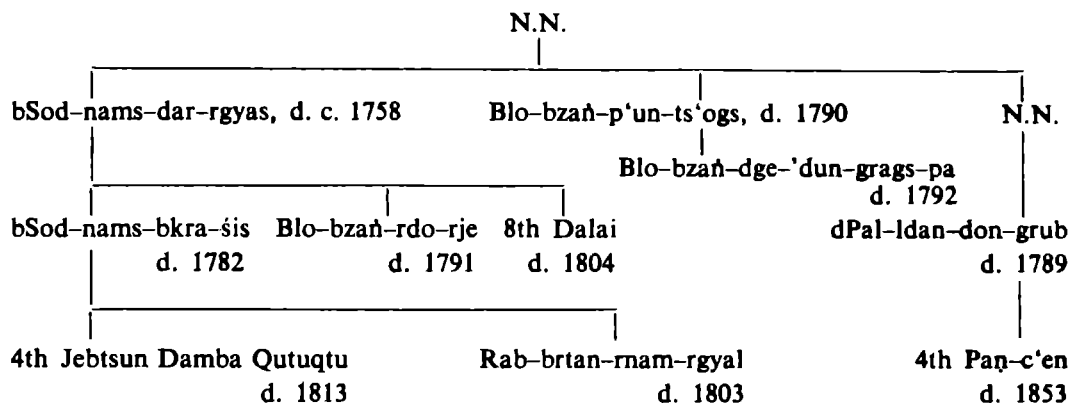 N.N.
bSod–nams–dar–rgyas, d. c. 1758 Blo–bzaṅ–p‘un–ts‘ogs, d. 1790 N.N.
Blo–bzaṅ–dge–’dun–grags–pa
d. 1792
bSod–nams–bkra–śis Blo–bzaṅ–rdo–rje 8th Dalai dPal–ldan–don–grub
d. 1782 d. 1791 d. 1804 d. 1789
4th Jebtsun Damba Qutuqtu Rab–brtan–rnam–rgyal 4th Paṇ–c‘en
d. 1813 d. 1803 d. 1853